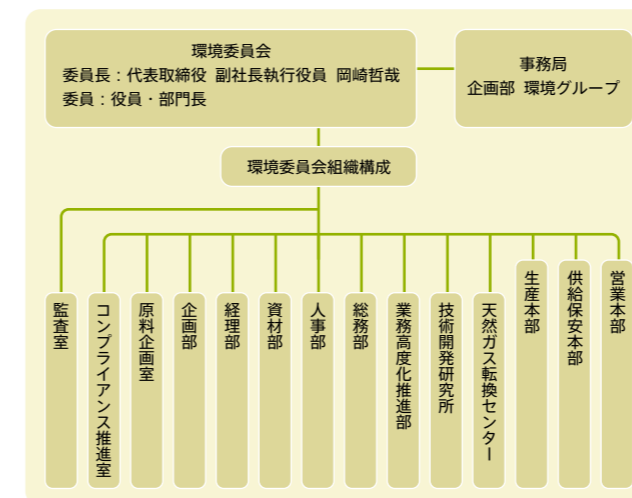 環境委員会
委員長：代表取締役 副社長執行役員 岡崎哲哉
委員：役員・部門長
事務局
企画部 環境グループ
環境委員会組織構成
監査室
コンプライアンス推進室
原料企画室
企画部
経理部
資材部
人事部
総務部
業務高度化推進部
技術開発研究所
天然ガス転換センター
生産本部
供給保安本部
営業本部